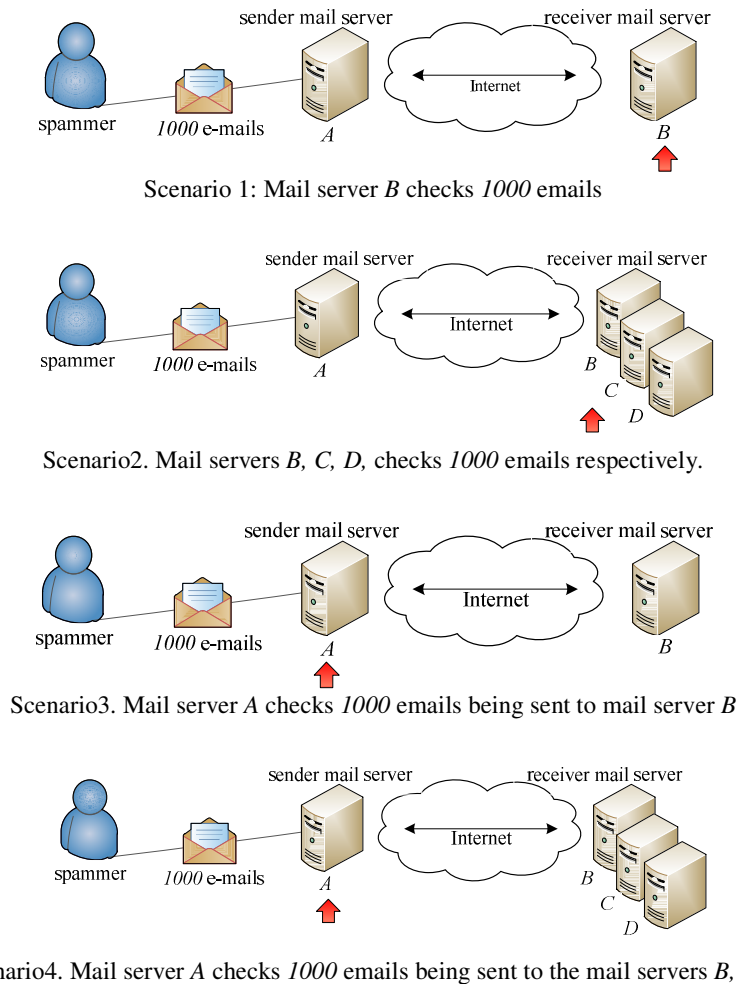 sender mail server
receiver mail server
Internet
spammer
1000 e-mails
A
B
Scenario 1: Mail server B checks 1000 emails
sender mail server
receiver mail server
Internet
spammer
1000 e-mails
A
B
C
D
Scenario2. Mail servers B, C, D, checks 1000 emails respectively.
sender mail server
receiver mail server
Internet
spammer
1000 e-mails
A
B
Scenario3. Mail server A checks 1000 emails being sent to mail server B
sender mail server
receiver mail server
Internet
spammer
1000 e-mails
A
B
C
D
nario4. Mail server A checks 1000 emails being sent to the mail servers B,